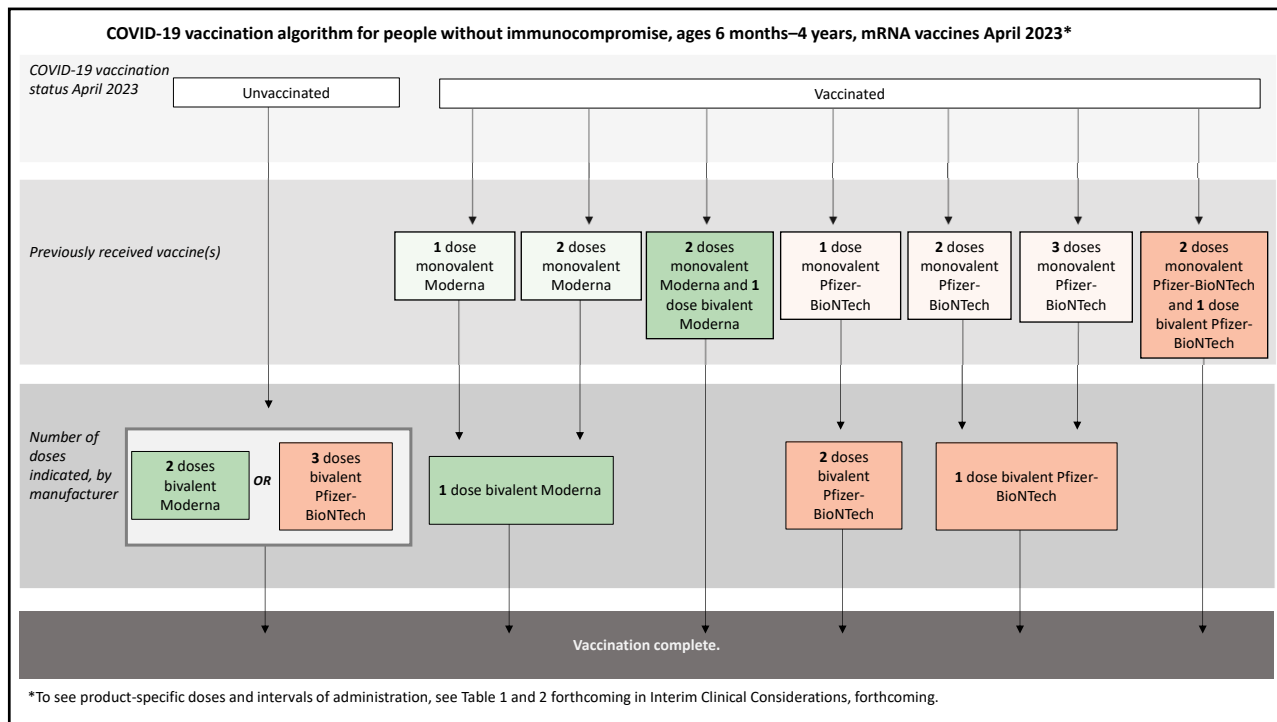 COVID-19 vaccination algorithm for people without immunocompromise, ages 6 months–4 years, mRNA vaccines April 2023*
COVID-19 vaccination
status April 2023
Unvaccinated
Vaccinated
Previously received vaccine(s)
1 dose
monovalent
Moderna
2 doses
monovalent
Moderna
2 doses
monovalent
Moderna and 1
dose bivalent
Moderna
1 dose
monovalent
Pfizer-
BioNTech
2 doses
monovalent
Pfizer-
BioNTech
3 doses
monovalent
Pfizer-
BioNTech
2 doses
monovalent
Pfizer-BioNTech
and 1 dose
bivalent Pfizer-
BioNTech
Number of
doses
indicated, by
manufacturer
2 doses
bivalent
Moderna
OR
3 doses
bivalent
Pfizer-
BioNTech
1 dose bivalent Moderna
2 doses
bivalent
Pfizer-
BioNTech
1 dose bivalent Pfizer-
BioNTech
Vaccination complete.
*To see product-specific doses and intervals of administration, see Table 1 and 2 forthcoming in Interim Clinical Considerations, forthcoming.